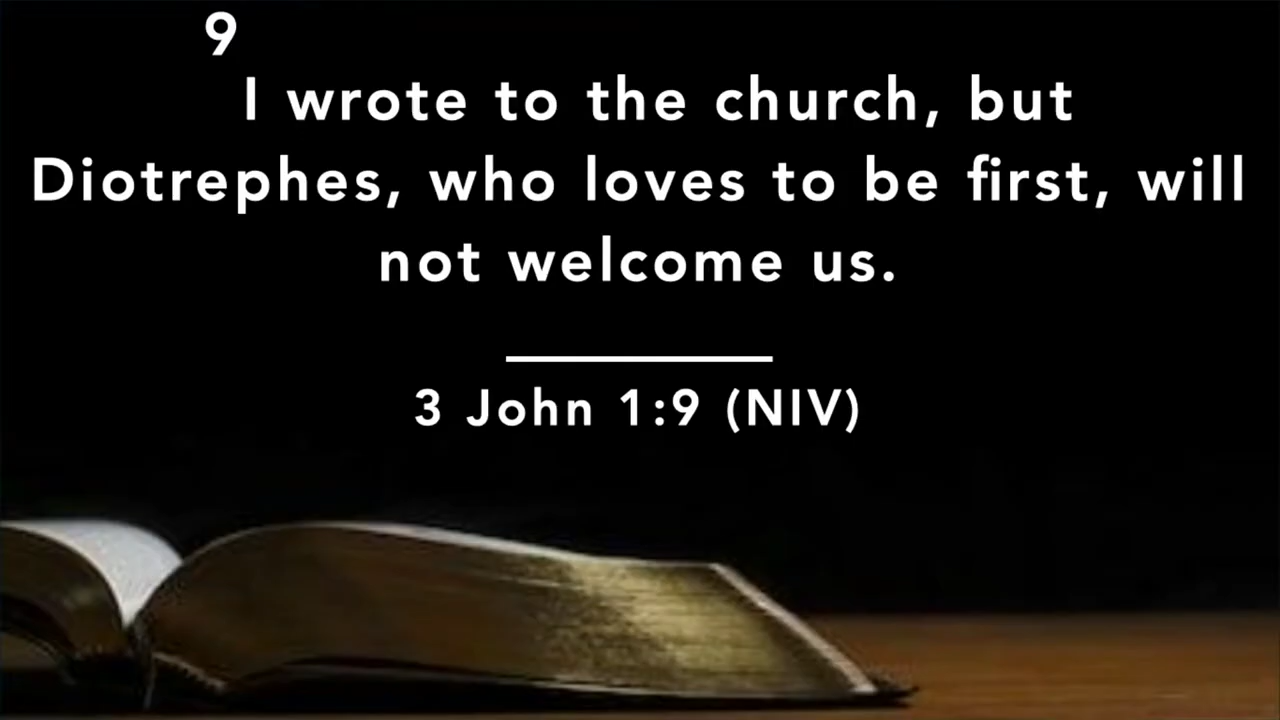 9
I wrote to the church, but
Diotrephes, who loves to be first, will
not welcome us.
3 John 1:9 (NIV)